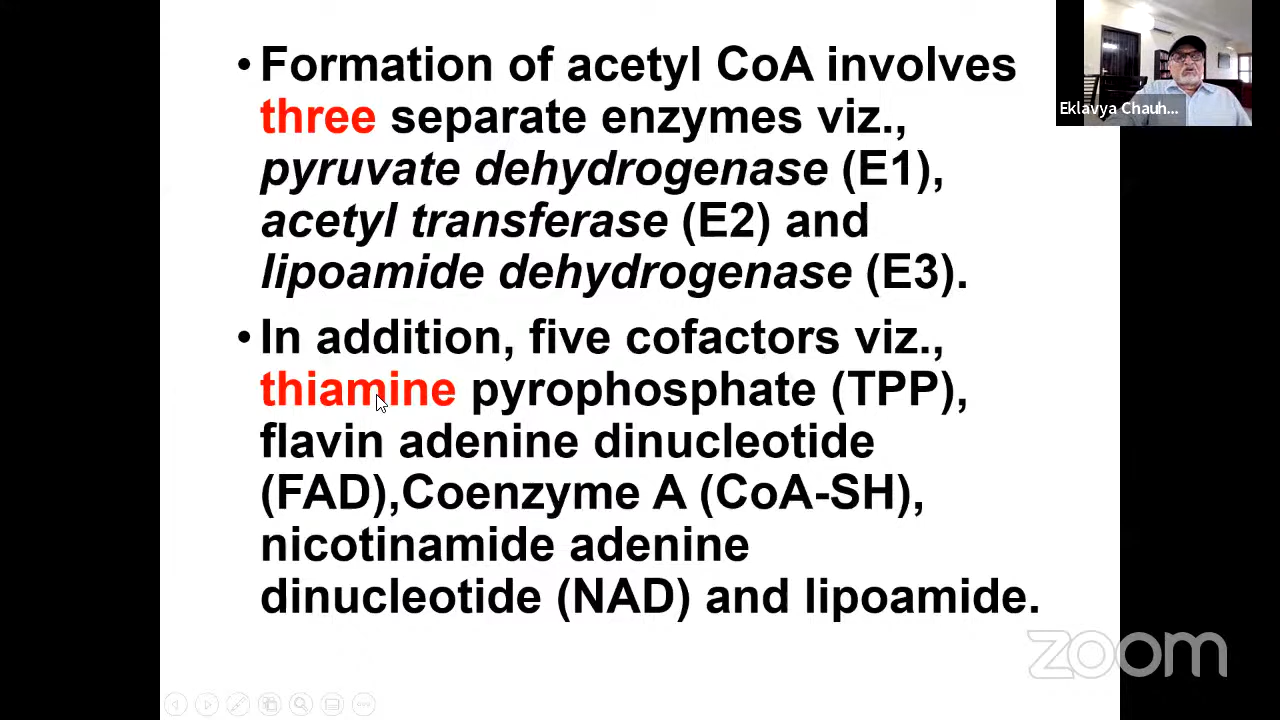 • Formation of acetyl CoA involves
three separate enzymes viz.,
pyruvate dehydrogenase (E1),
acetyl transferase (E2) and
lipoamide dehydrogenase (E3).
• In addition, five cofactors viz.,
thiamine pyrophosphate (TPP),
flavin adenine dinucleotide
(FAD),Coenzyme A (CoA-SH),
nicotinamide adenine
dinucleotide (NAD) and lipoamide.
Eklavya Chauh...
zoom